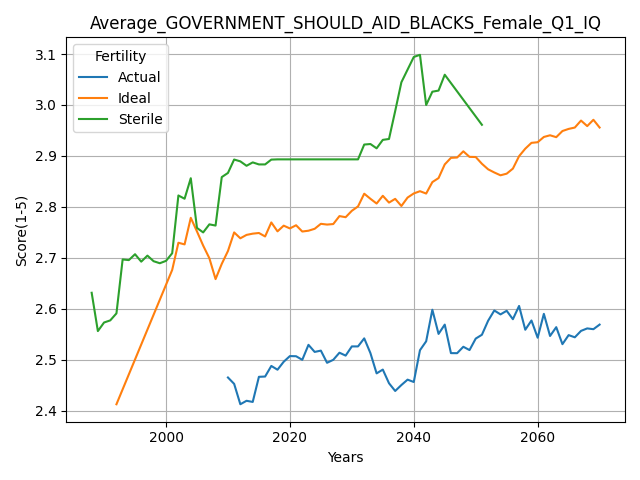 Average_GOVERNMENT_SHOULD_AID_BLACKS_Female_Q1_IQ
Fertility
Actual
Ideal
Sterile
Score(1-5)
3.1
3.0
2.9
2.8
2.7
2.6
2.5
2.4
2000 2020 2040 2060
Years